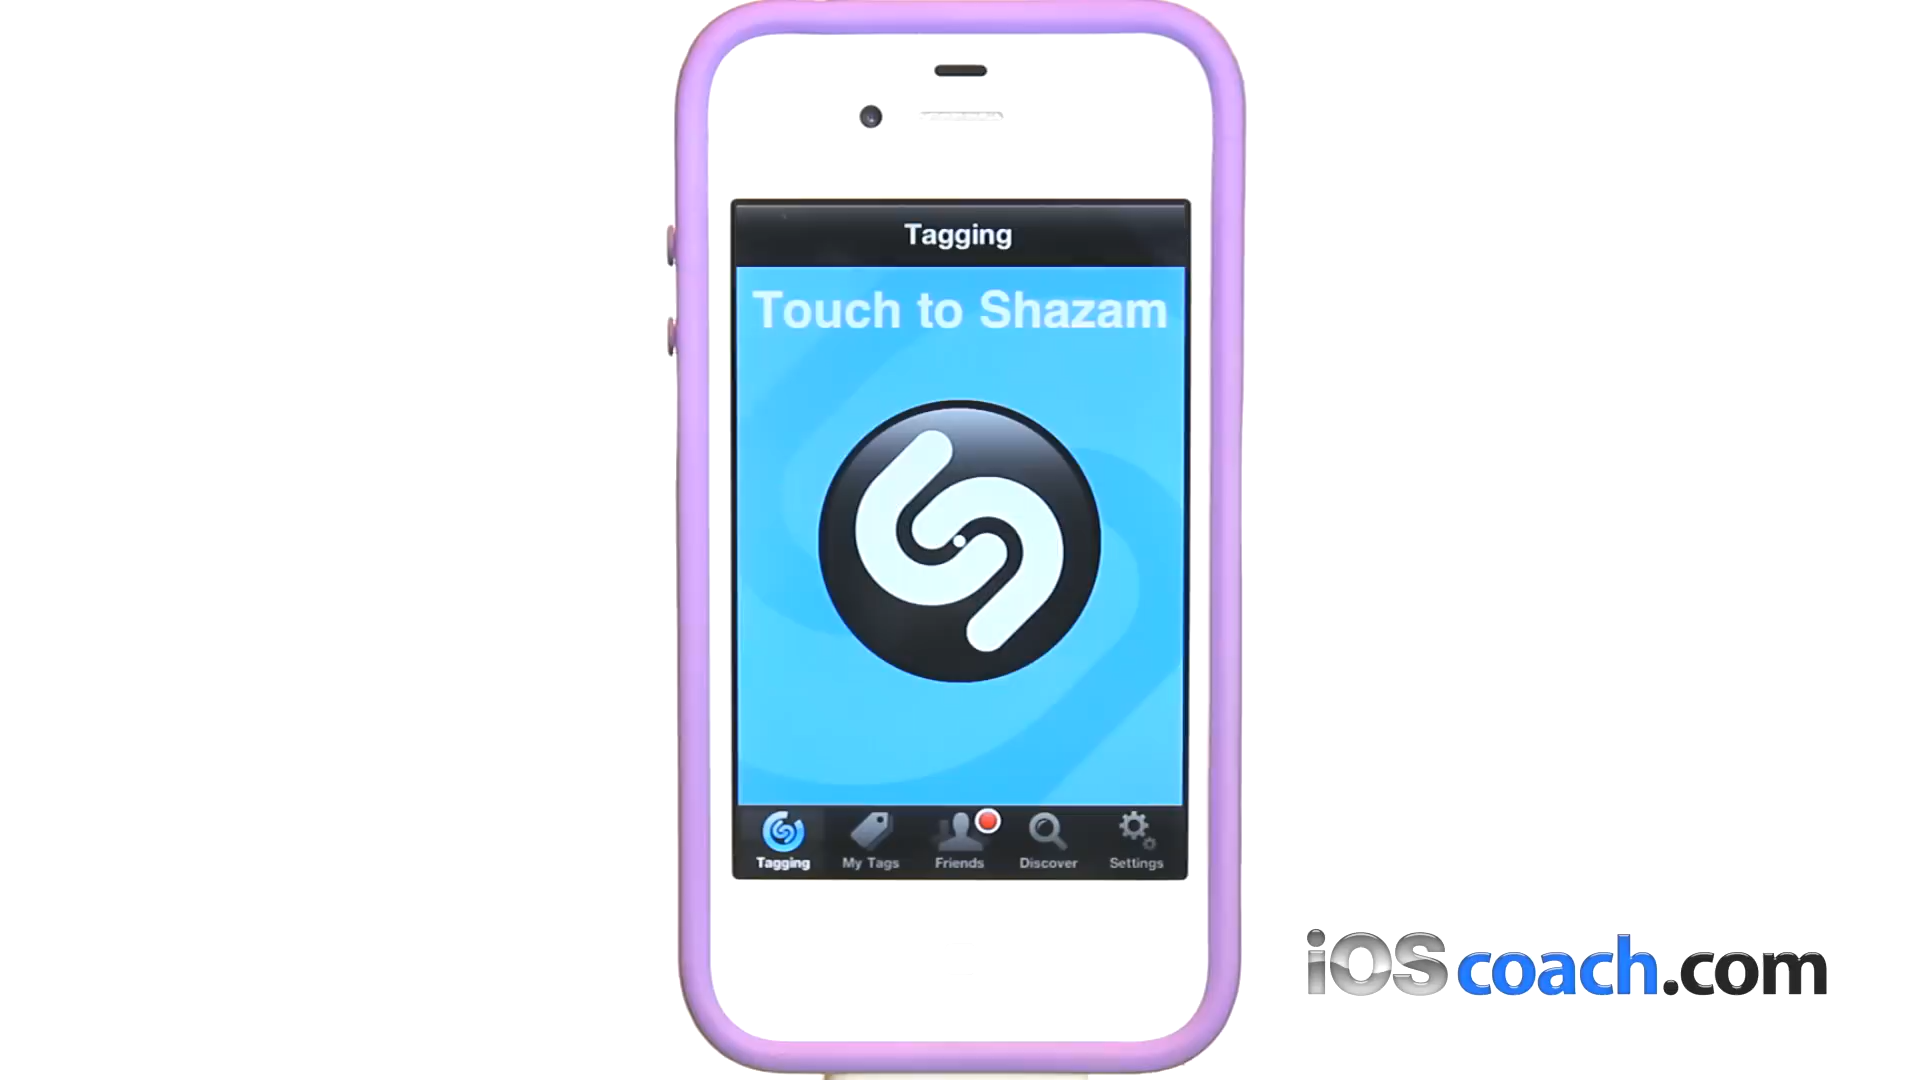 Tagging
Touch to Shazam
Tagging
My Tags
Friends
Discover
Settings
iOScoach.com